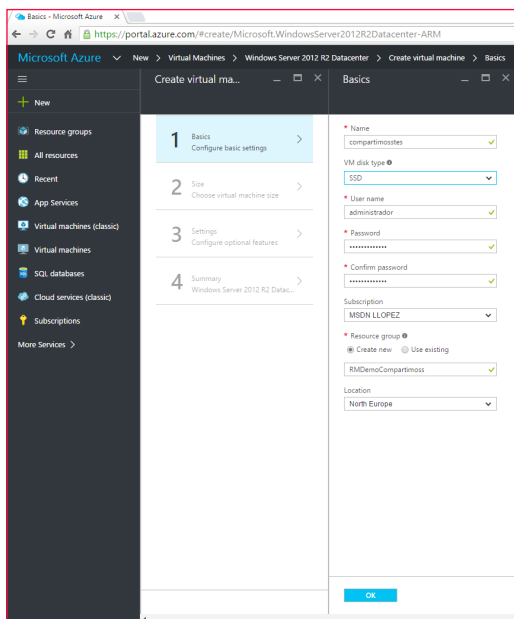 Basics - Microsoft Azure
https://portal.azure.com/#create/Microsoft.WindowsServer2012R2Datacenter-ARM
Microsoft Azure New > Virtual Machines > Windows Server 2012 R2 Datacenter > Create virtual machine > Basics
New
Resource groups
All resources
Recent
App Services
Virtual machines (classic)
Virtual machines
SQL databases
Cloud services (classic)
Subscriptions
More Services >
Create virtual ma...
1 Basics
Configure basic settings
2 Size
Choose virtual machine size
3 Settings
Configure optional features
4 Summary
Windows Server 2012 R2 Datac...
Basics
* Name
compartimosstes
VM disk type
SSD
* User name
administrador
* Password
•••••••••••••
* Confirm password
•••••••••••••
Subscription
MSDN LLOPEZ
* Resource group
Create new Use existing
RMDemoCompartimoss
Location
North Europe
OK